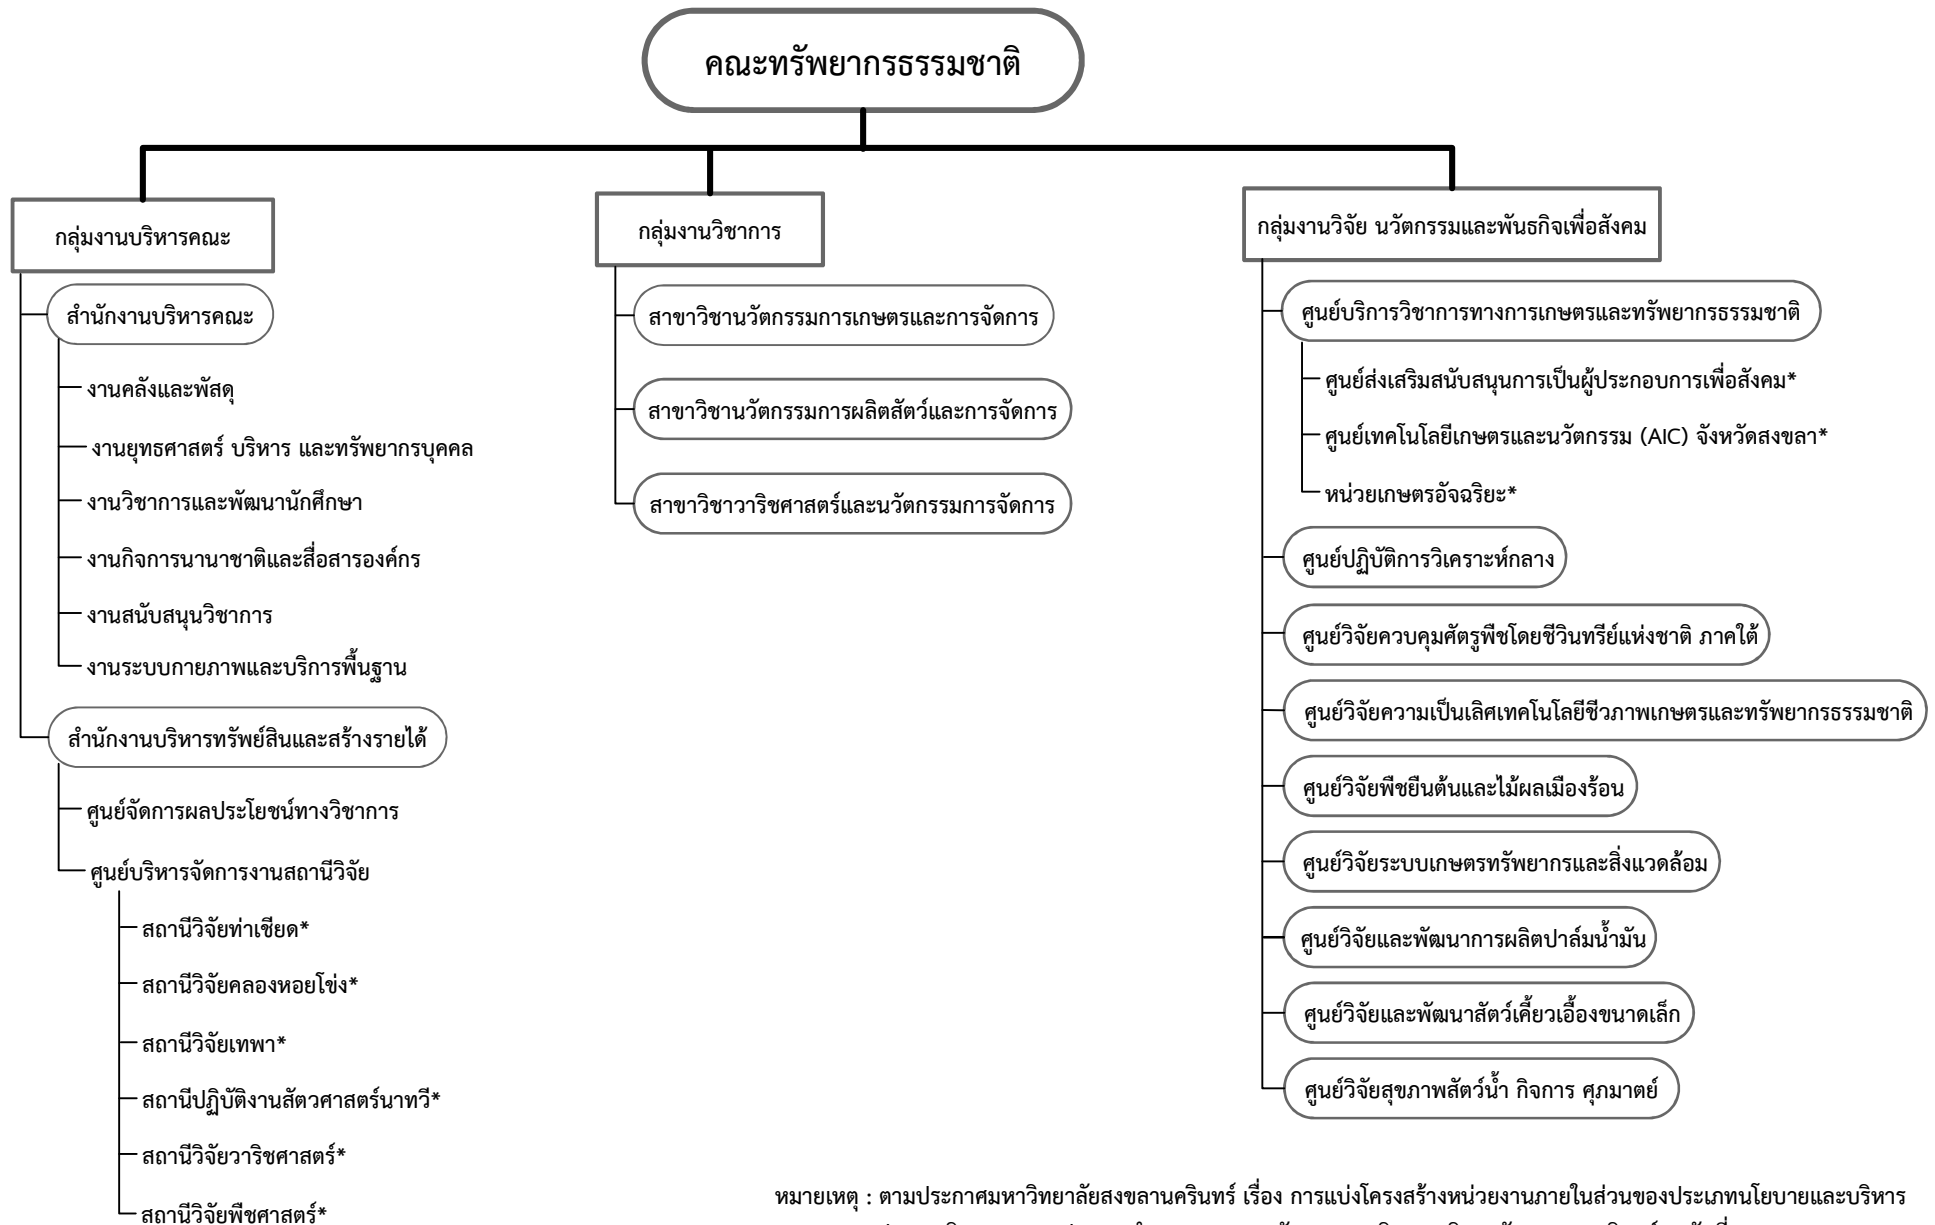 คณะทรัพยากรธรรมชาติ
กลุ่มงานบริหารคณะ
สำนักงานบริหารคณะ
งานคลังและพัสดุ
งานยุทธศาสตร์ บริหาร และทรัพยากรบุคคล
งานวิชาการและพัฒนานักศึกษา
งานกิจการนานาชาติและสื่อสารองค์กร
งานสนับสนุนวิชาการ
งานระบบกายภาพและบริการพื้นฐาน
สำนักงานบริหารทรัพย์สินและสร้างรายได้
ศูนย์จัดการผลประโยชน์ทางวิชาการ
ศูนย์บริหารจัดการงานสถานีวิจัย
สถานีวิจัยท่าเชียด*
สถานีวิจัยคลองหอยโข่ง*
สถานีวิจัยเทพา*
สถานีปฏิบัติงานสัตวศาสตร์นาทวี*
สถานีวิจัยวาริชศาสตร์*
สถานีวิจัยพืชศาสตร์*
กลุ่มงานวิชาการ
สาขาวิชานวัตกรรมการเกษตรและการจัดการ
สาขาวิชานวัตกรรมการผลิตสัตว์และการจัดการ
สาขาวิชาวาริชศาสตร์และนวัตกรรมการจัดการ
กลุ่มงานวิจัย นวัตกรรมและพันธกิจเพื่อสังคม
ศูนย์บริการวิชาการทางการเกษตรและทรัพยากรธรรมชาติ
ศูนย์ส่งเสริมสนับสนุนการเป็นผู้ประกอบการเพื่อสังคม*
ศูนย์เทคโนโลยีเกษตรและนวัตกรรม (AIC) จังหวัดสงขลา*
หน่วยเกษตรอัจฉริยะ*
ศูนย์ปฏิบัติการวิเคราะห์กลาง
ศูนย์วิจัยควบคุมศัตรูพืชโดยชีวินทรีย์แห่งชาติ ภาคใต้
ศูนย์วิจัยความเป็นเลิศเทคโนโลยีชีวภาพเกษตรและทรัพยากรธรรมชาติ
ศูนย์วิจัยพืชยืนต้นและไม้ผลเมืองร้อน
ศูนย์วิจัยระบบเกษตรทรัพยากรและสิ่งแวดล้อม
ศูนย์วิจัยและพัฒนาการผลิตปาล์มน้ำมัน
ศูนย์วิจัยและพัฒนาสัตว์เคี้ยวเอื้องขนาดเล็ก
ศูนย์วิจัยสุขภาพสัตว์น้ำ กิจการ ศุภมาตย์
หมายเหตุ : ตามประกาศมหาวิทยาลัยสงขลานครินทร์ เรื่อง การแบ่งโครงสร้างหน่วยงานภายในส่วนของประเภทนโยบายและบริหาร